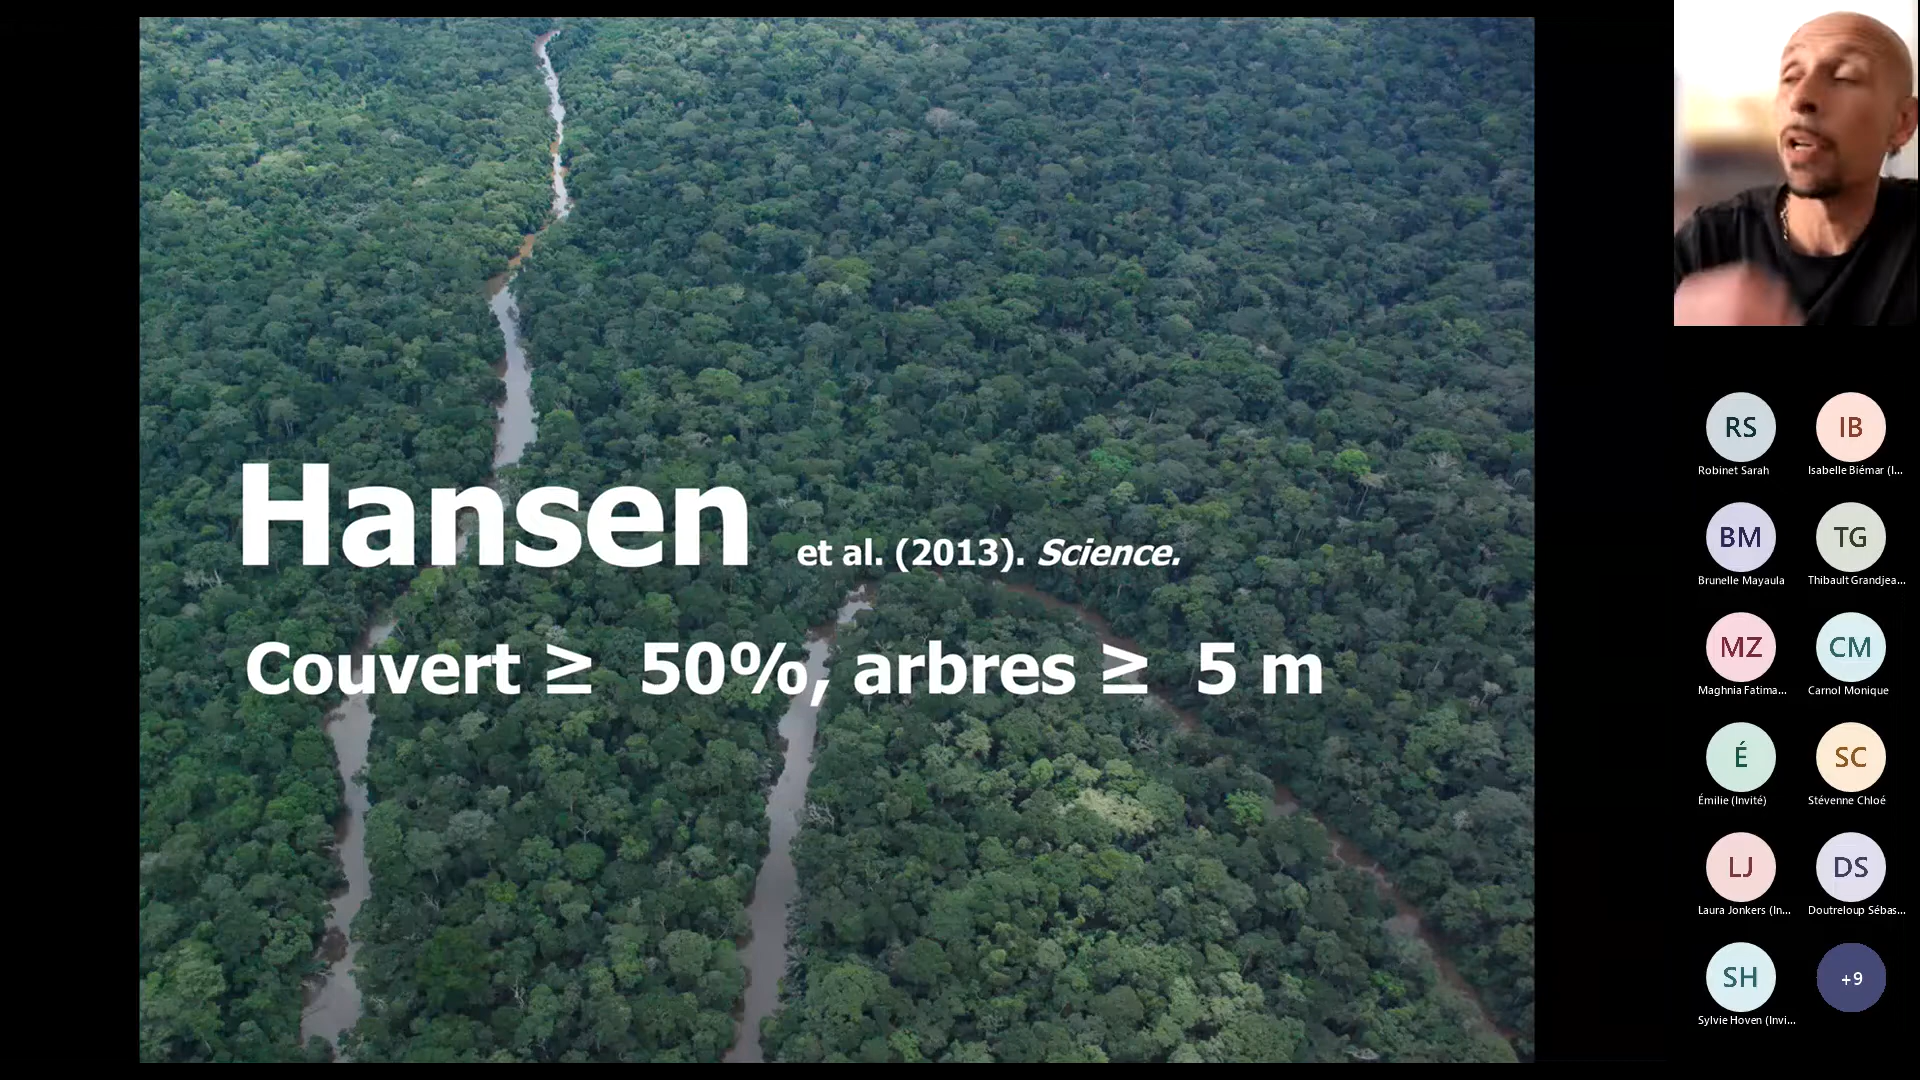 Hansen et al. (2013). Science.
Couvert ≥ 50%, arbres ≥ 5 m
RS
IB
Robinet Sarah
Isabelle Biémar (I...
BM
TG
Brunelle Mayaula
Thibault Grandjea...
MZ
CM
Maghnia Fatima...
Carnol Monique
É
SC
Émilie (Invité)
Stévenne Chloé
LJ
DS
Laura Jonkers (In...
Doutreloup Sébas...
SH
+9
Sylvie Hoven (Invi...